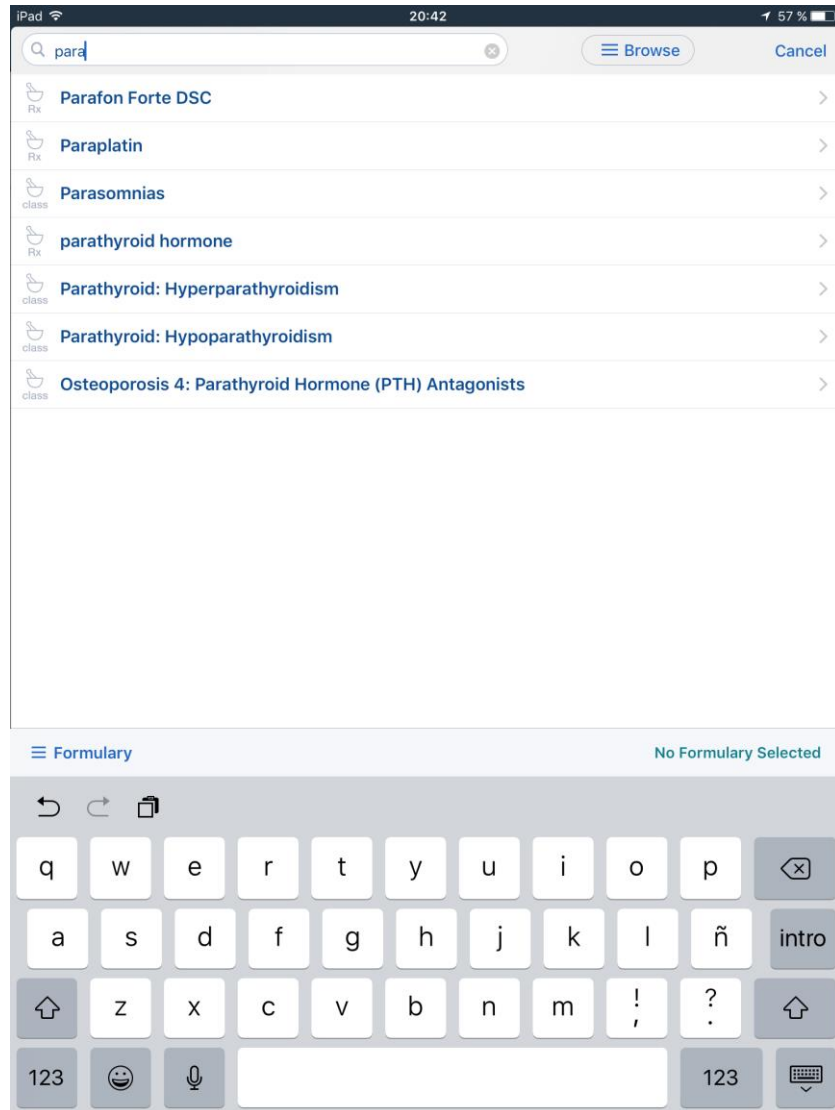 iPad 20:42 57 %
para Browse Cancel
Rx Parafon Forte DSC
Rx Paraplatin
class Parasomnias
Rx parathyroid hormone
class Parathyroid: Hyperparathyroidism
class Parathyroid: Hypoparathyroidism
class Osteoporosis 4: Parathyroid Hormone (PTH) Antagonists
Formulary No Formulary Selected
q w e r t y u i o p
a s d f g h j k l ñ intro
z x c v b n m ! , ? .
123 123